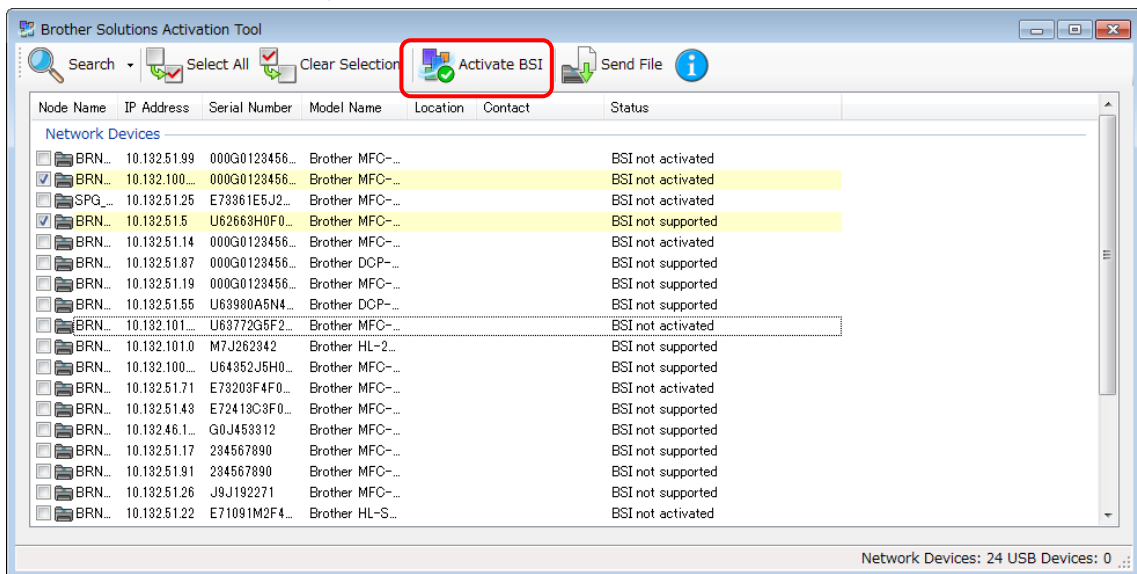 Brother Solutions Activation Tool
Search Select All Clear Selection Activate BSI Send File
Node Name IP Address Serial Number Model Name Location Contact Status
Network Devices
BRN... 10.132.51.99 000G0123456... Brother MFC-... BSI not activated
BRN... 10.132.100.... 000G0123456... Brother MFC-... BSI not activated
SPG_... 10.132.51.25 E73361E5J2... Brother MFC-... BSI not activated
BRN... 10.132.51.5 U62663H0F0... Brother MFC-... BSI not supported
BRN... 10.132.51.14 000G0123456... Brother MFC-... BSI not activated
BRN... 10.132.51.87 000G0123456... Brother DCP-... BSI not supported
BRN... 10.132.51.19 000G0123456... Brother MFC-... BSI not supported
BRN... 10.132.51.55 U63980A5N4... Brother DCP-... BSI not supported
BRN... 10.132.101.... U63772G5F2... Brother MFC-... BSI not activated
BRN... 10.132.101.0 M7J262342 Brother HL-2... BSI not supported
BRN... 10.132.100.... U64352J5H0... Brother MFC-... BSI not supported
BRN... 10.132.51.71 E73203F4F0... Brother MFC-... BSI not activated
BRN... 10.132.51.43 E72413C3F0... Brother MFC-... BSI not supported
BRN... 10.132.46.1... G0J453312 Brother MFC-... BSI not supported
BRN... 10.132.51.17 234567890 Brother MFC-... BSI not supported
BRN... 10.132.51.91 234567890 Brother MFC-... BSI not supported
BRN... 10.132.51.26 J9J192271 Brother MFC-... BSI not supported
BRN... 10.132.51.22 E71091M2F4... Brother HL-S... BSI not activated
Network Devices: 24 USB Devices: 0